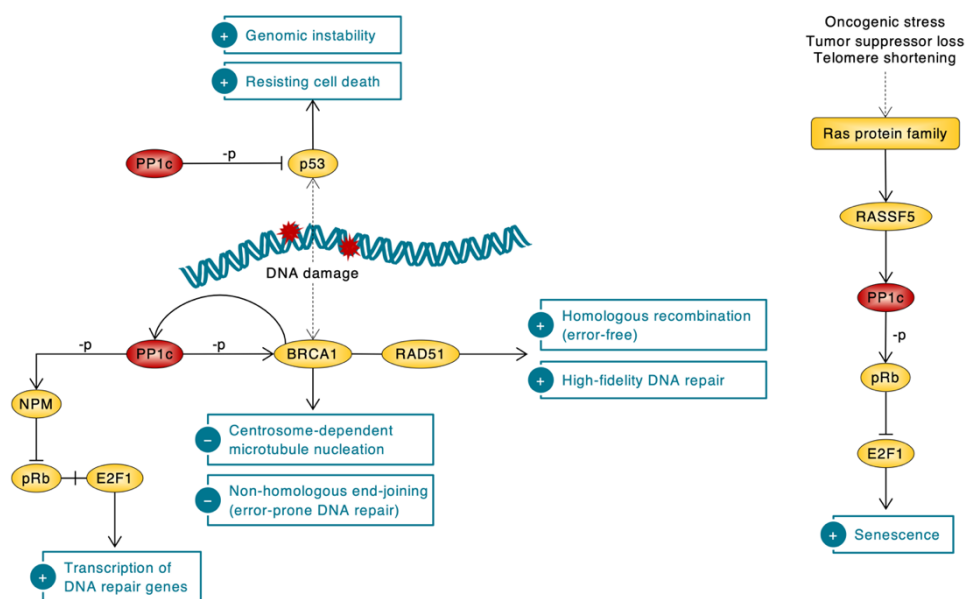 Genomic instability
Resisting cell death
PP1c
-p
p53
DNA damage
-p
PP1c
-p
BRCA1
RAD51
Homologous recombination
(error-free)
High-fidelity DNA repair
NPM
Centrosome-dependent
microtubule nucleation
pRb
E2F1
Non-homologous end-joining
(error-prone DNA repair)
Transcription of
DNA repair genes
Oncogenic stress
Tumor suppressor loss
Telomere shortening
Ras protein family
RASSF5
PP1c
-p
pRb
E2F1
Senescence